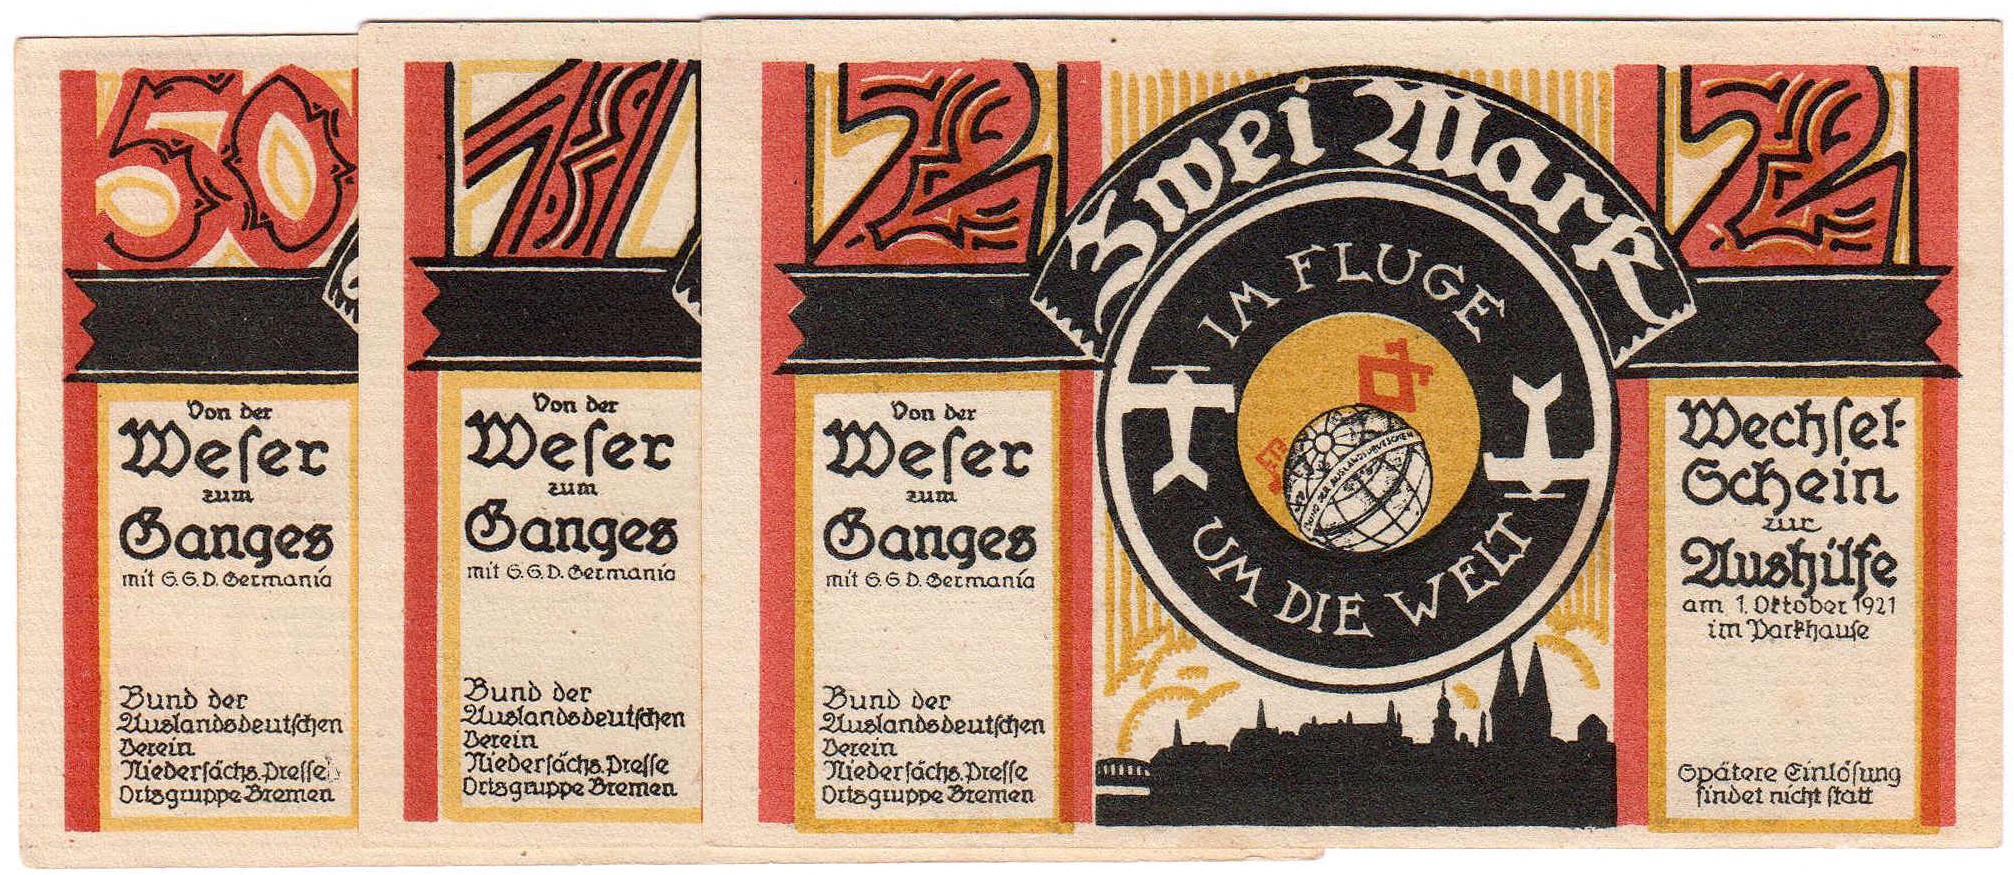 50
Von der
Weſer
zum
Ganges
mit S.S.D. Germania
Bund der
Auslandsdeutſchen
Verein
Niederſächs. Preſſe
Ortsgruppe Bremen
1
Von der
Weſer
zum
Ganges
mit S.S.D. Germania
Bund der
Auslandsdeutſchen
Verein
Niederſächs. Preſſe
Ortsgruppe Bremen
2
Von der
Weſer
zum
Ganges
mit S.S.D. Germania
Bund der
Auslandsdeutſchen
Verein
Niederſächs. Preſſe
Ortsgruppe Bremen
Zwei Mark
IM FLUGE
UM DIE WELT
BUND DER AUSLANDSDEUTSCHEN
2
Wechſel-
Schein
zur
Aushilfe
am 1. Oktober 1921
im Parkhauſe
Spätere Einlöſung
findet nicht ſtatt